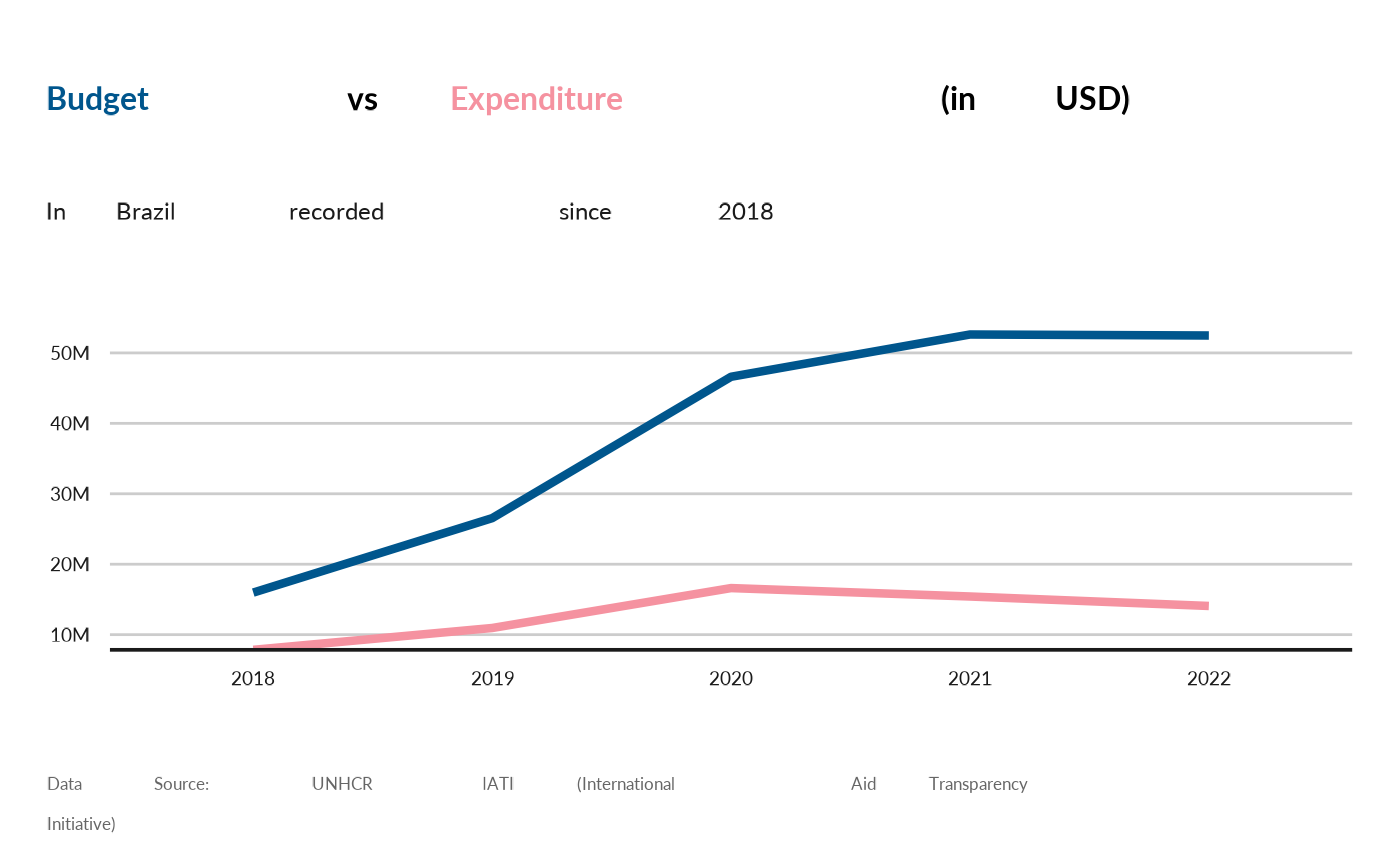 Budget vs Expenditure (in USD)
In Brazil recorded since 2018
50M
40M
30M
20M
10M
2018 2019 2020 2021 2022
Data Source: UNHCR IATI (International Aid Transparency
Initiative)